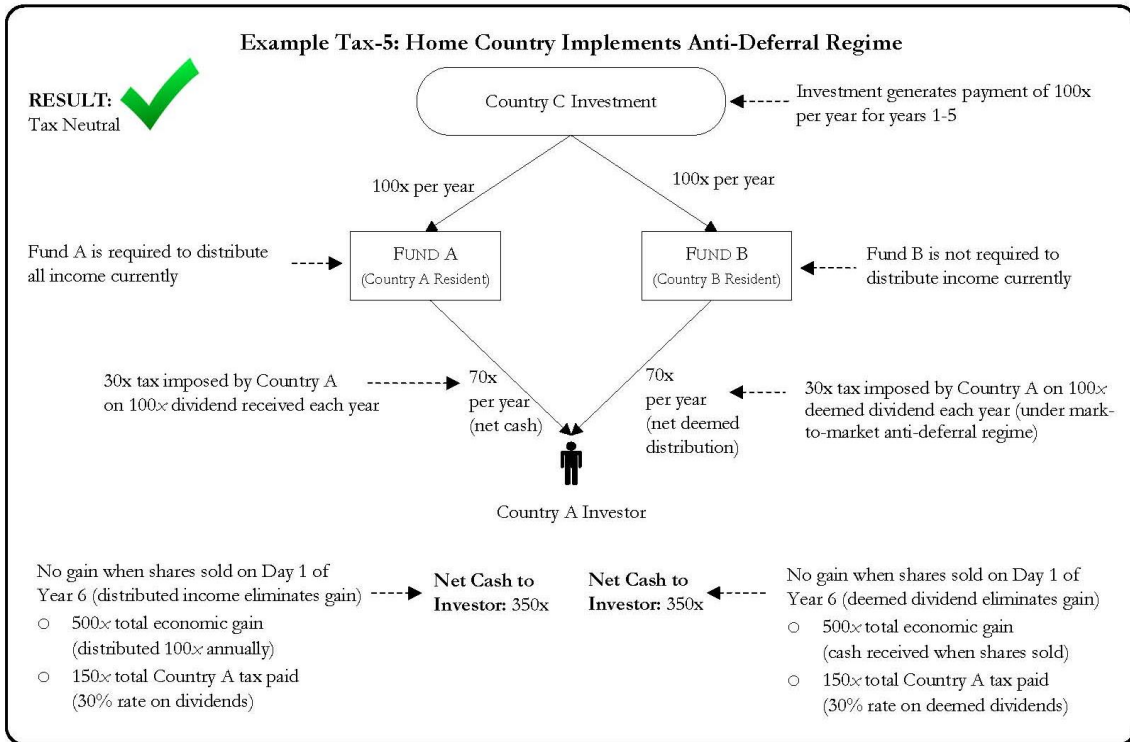 Example Tax-5: Home Country Implements Anti-Deferral Regime
RESULT:
Tax Neutral
Country C Investment
Investment generates payment of 100x
per year for years 1-5
100x per year
100x per year
Fund A is required to distribute
all income currently
FUND A
(Country A Resident)
FUND B
(Country B Resident)
Fund B is not required to
distribute income currently
30x tax imposed by Country A
on 100x dividend received each year
70x
per year
(net cash)
70x
per year
(net deemed
distribution)
30x tax imposed by Country A on 100x
deemed dividend each year (under mark-
to-market anti-deferral regime)
Country A Investor
No gain when shares sold on Day 1 of
Year 6 (distributed income eliminates gain)
○ 500x total economic gain
(distributed 100x annually)
○ 150x total Country A tax paid
(30% rate on dividends)
Net Cash to
Investor: 350x
Net Cash to
Investor: 350x
No gain when shares sold on Day 1 of
Year 6 (deemed dividend eliminates gain)
○ 500x total economic gain
(cash received when shares sold)
○ 150x total Country A tax paid
(30% rate on deemed dividends)